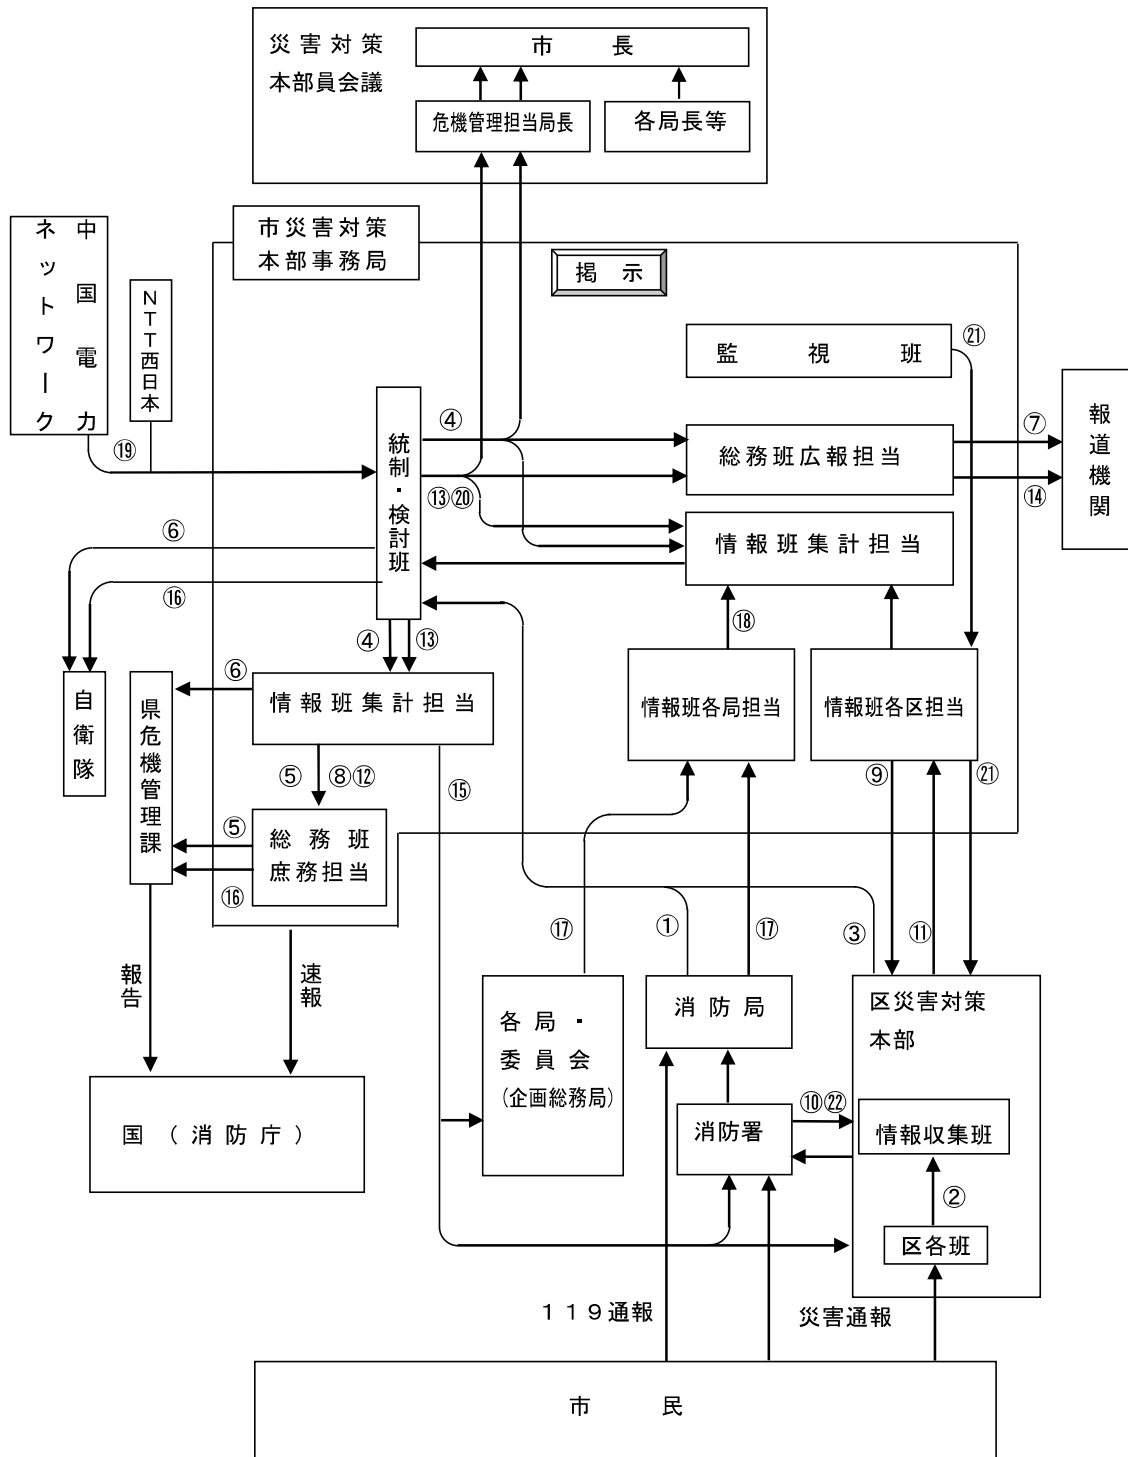 災害対策
本部員会議
市長
危機管理担当局長
各局長等
市災害対策
本部事務局
掲示
中国電力
ネットワーク
NTT西日本
監視班
㉑
報道機関
統制・検討班
④
総務班広報担当
⑦
⑲
⑬⑳
⑭
⑥
情報班集計担当
⑯
⑱
④
⑬
自衛隊
県危機管理課
⑥
情報班集計担当
情報班各局担当
情報班各区担当
⑤
⑧⑫
⑮
⑨
㉑
⑤
総務班
庶務担当
⑯
⑰
①
⑰
③
⑪
報告
速報
各局・
委員会
(企画総務局)
消防局
区災害対策
本部
国(消防庁)
消防署
⑩㉒
情報収集班
②
区各班
119通報
災害通報
市民